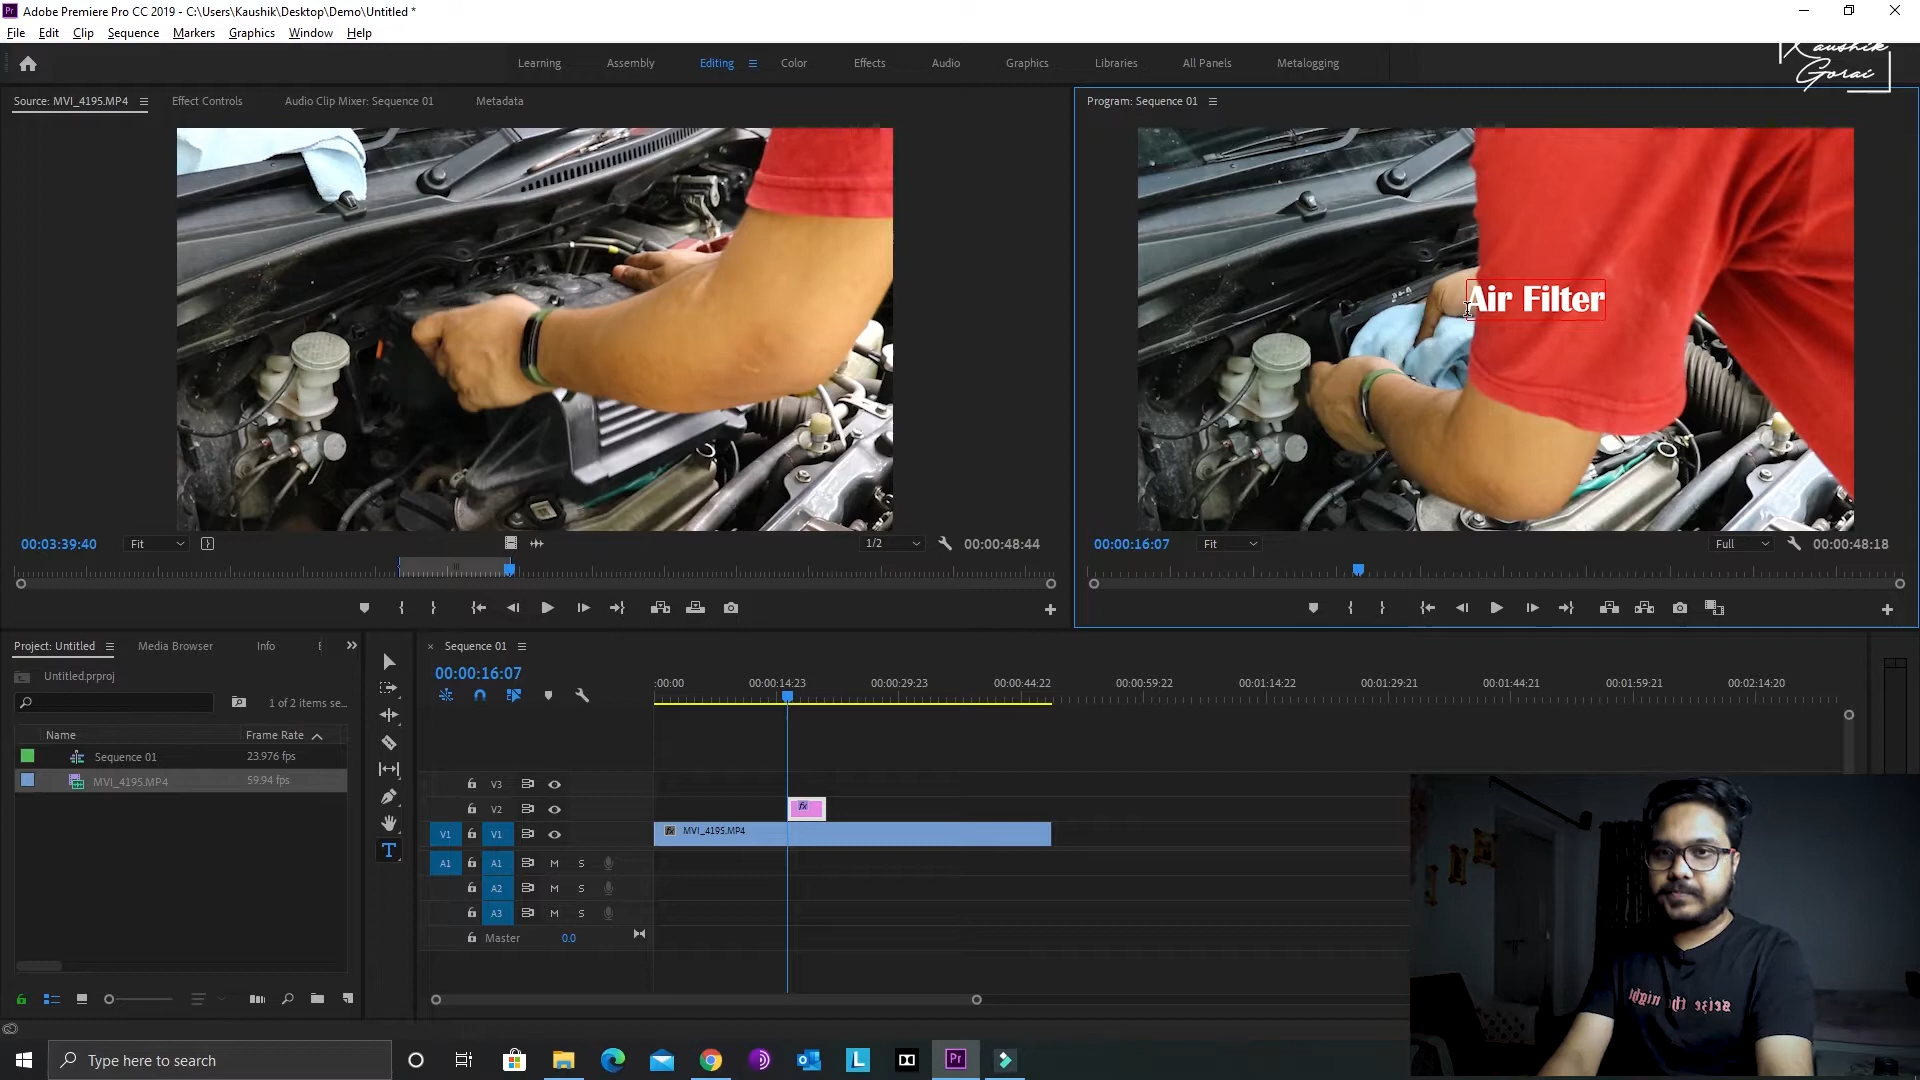 Adobe Premiere Pro CC 2019 - C:\Users\Kaushik\Desktop\Demo\Untitled *
File Edit Clip Sequence Markers Graphics Window Help
Kaushik
Gorai
Learning Assembly Editing Color Effects Audio Graphics Libraries All Panels Metalogging
Source: MVI_4195.MP4 Effect Controls Audio Clip Mixer: Sequence 01 Metadata
Program: Sequence 01
Air Filter
00:03:39:40 Fit 1/2 00:00:48:44
00:00:16:07 Fit Full 00:00:48:18
Project: Untitled Media Browser Info
Untitled.prproj
1 of 2 items se...
Name Frame Rate
Sequence 01 23.976 fps
MVI_4195.MP4 59.94 fps
Sequence 01
00:00:16:07
:00:00 00:00:14:23 00:00:29:23 00:00:44:22 00:00:59:22 00:01:14:22 00:01:29:21 00:01:44:21 00:01:59:21 00:02:14:20
V3
V2 fx
V1 V1 fx MVI_4195.MP4
A1 A1 M S
A2 M S
A3 M S
Master 0.0
seize the night
Type here to search
L
Pr